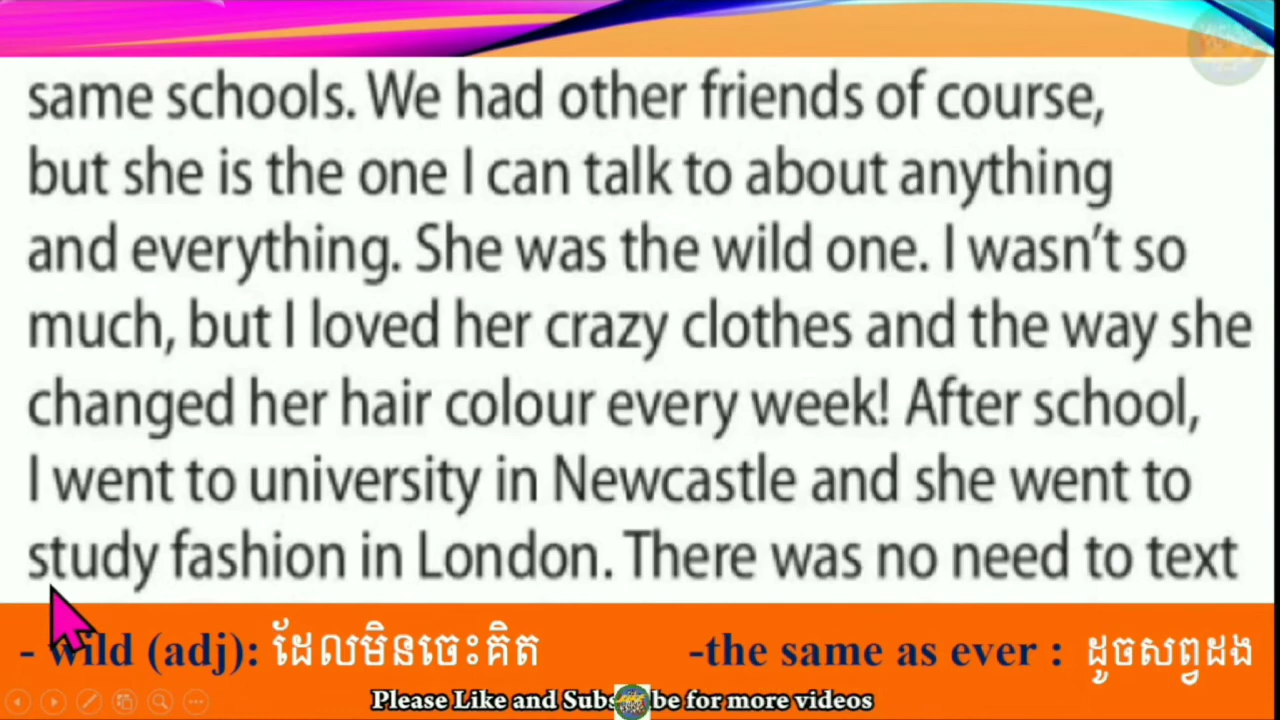 same schools. We had other friends of course,
but she is the one I can talk to about anything
and everything. She was the wild one. I wasn't so
much, but I loved her crazy clothes and the way she
changed her hair colour every week! After school,
I went to university in Newcastle and she went to
study fashion in London. There was no need to text
- wild (adj): ដែលមិនចេះគិត -the same as ever : ដូចសព្វដង
Please Like and Subscribe for more videos